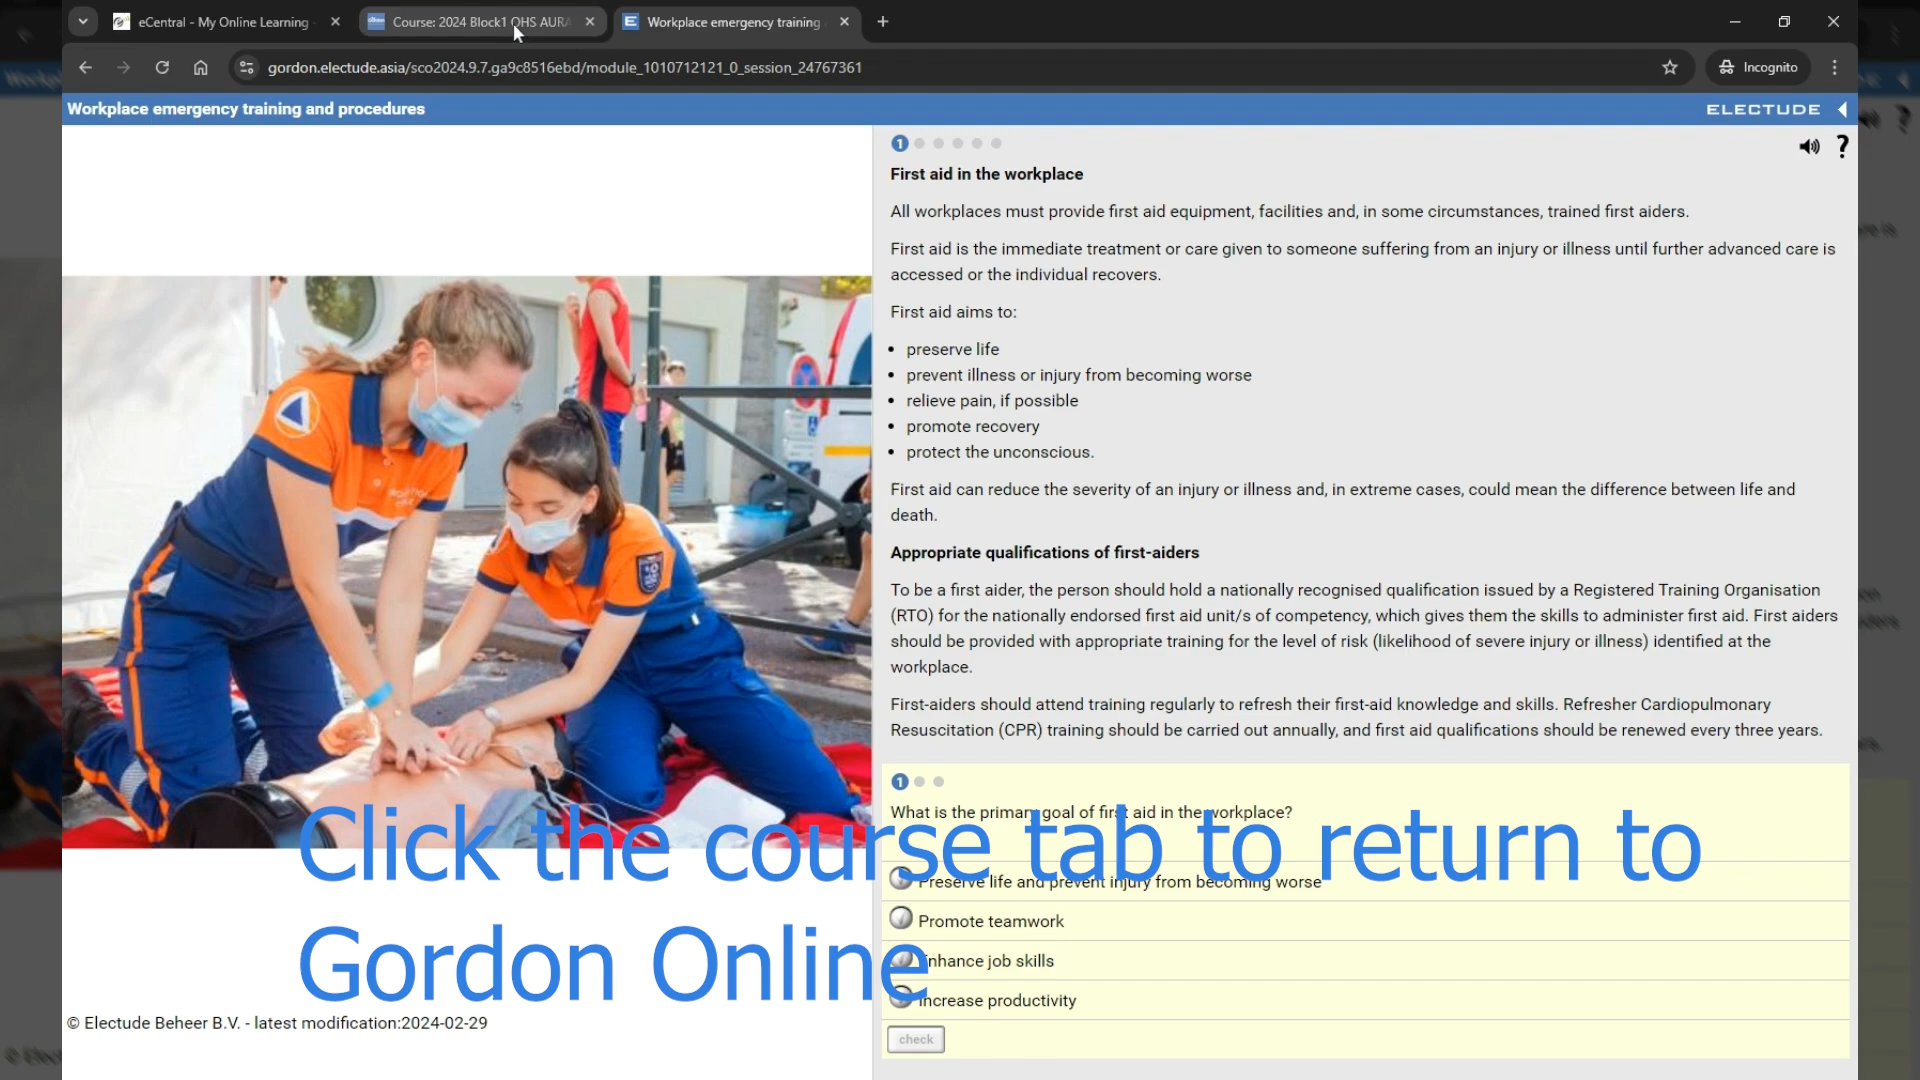 eCentral - My Online Learning
Course: 2024 Block1 OHS AURA
Workplace emergency training
gordon.electude.asia/sco2024.9.7.ga9c8516ebd/module_1010712121_0_session_24767361
Incognito
Workplace emergency training and procedures
ELECTUDE
1
?
First aid in the workplace
All workplaces must provide first aid equipment, facilities and, in some circumstances, trained first aiders.
First aid is the immediate treatment or care given to someone suffering from an injury or illness until further advanced care is
accessed or the individual recovers.
First aid aims to:
• preserve life
• prevent illness or injury from becoming worse
• relieve pain, if possible
• promote recovery
• protect the unconscious.
First aid can reduce the severity of an injury or illness and, in extreme cases, could mean the difference between life and
death.
Appropriate qualifications of first-aiders
To be a first aider, the person should hold a nationally recognised qualification issued by a Registered Training Organisation
(RTO) for the nationally endorsed first aid unit/s of competency, which gives them the skills to administer first aid. First aiders
should be provided with appropriate training for the level of risk (likelihood of severe injury or illness) identified at the
workplace.
First-aiders should attend training regularly to refresh their first-aid knowledge and skills. Refresher Cardiopulmonary
Resuscitation (CPR) training should be carried out annually, and first aid qualifications should be renewed every three years.
1
What is the primary goal of first aid in the workplace?
Preserve life and prevent injury from becoming worse
Promote teamwork
Enhance job skills
Increase productivity
check
Click the course tab to return to
Gordon Online
© Electude Beheer B.V. - latest modification:2024-02-29